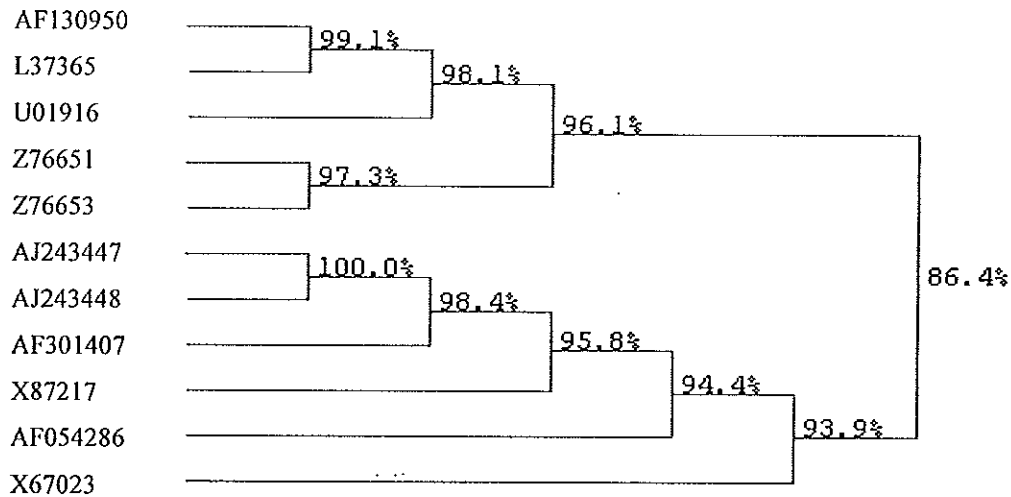 AF130950
99.1%
L37365
98.1%
U01916
96.1%
Z76651
97.3%
Z76653
AJ243447
100.0%
86.4%
AJ243448
98.4%
AF301407
95.8%
X87217
94.4%
AF054286
93.9%
X67023